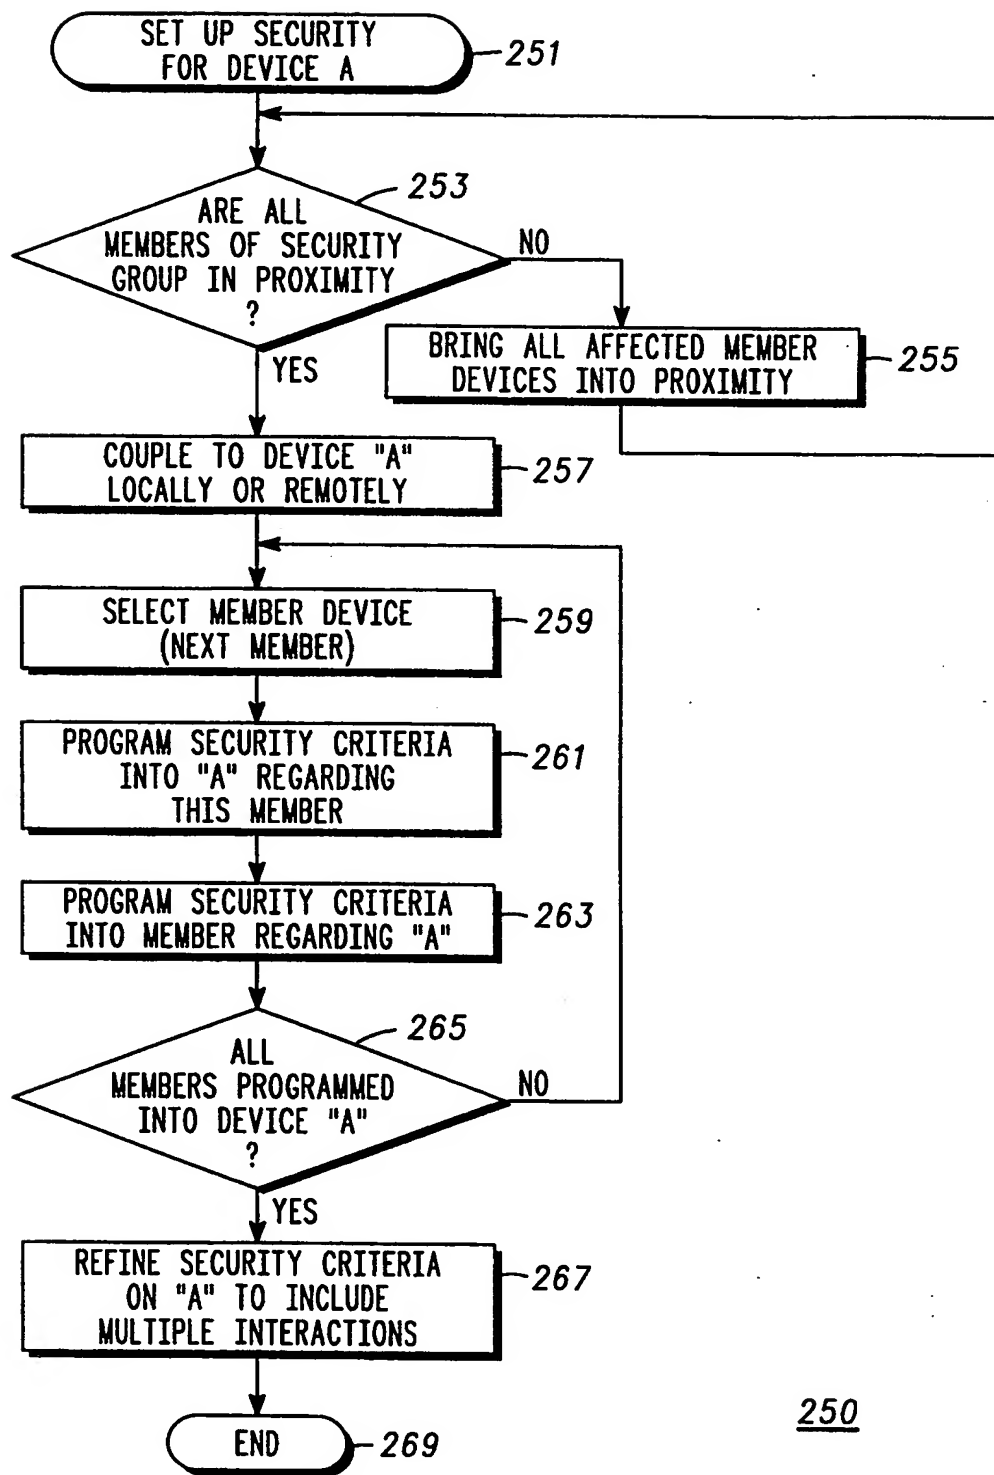 SET UP SECURITY
FOR DEVICE A
251
253
ARE ALL
MEMBERS OF SECURITY
GROUP IN PROXIMITY
?
NO
YES
BRING ALL AFFECTED MEMBER
DEVICES INTO PROXIMITY
255
COUPLE TO DEVICE "A"
LOCALLY OR REMOTELY
257
SELECT MEMBER DEVICE
(NEXT MEMBER)
259
PROGRAM SECURITY CRITERIA
INTO "A" REGARDING
THIS MEMBER
261
PROGRAM SECURITY CRITERIA
INTO MEMBER REGARDING "A"
263
265
ALL
MEMBERS PROGRAMMED
INTO DEVICE "A"
?
NO
YES
REFINE SECURITY CRITERIA
ON "A" TO INCLUDE
MULTIPLE INTERACTIONS
267
END
269
250